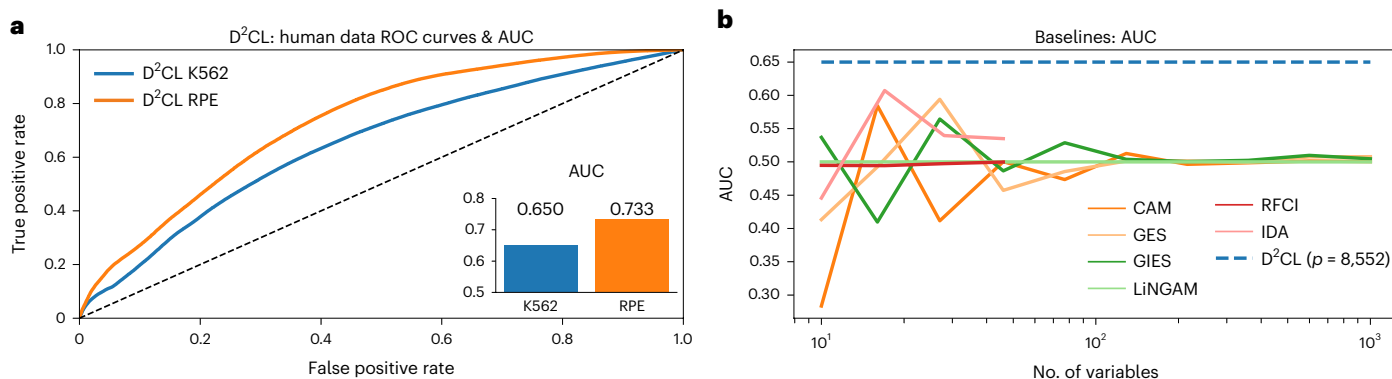 a
D²CL: human data ROC curves & AUC
1.0
0.8
0.6
0.4
0.2
0
True positive rate
D²CL K562
D²CL RPE
AUC
0.8
0.7
0.6
0.5
0.650
0.733
K562
RPE
0 0.2 0.4 0.6 0.8 1.0
False positive rate
b
Baselines: AUC
0.65
0.60
0.55
0.50
0.45
0.40
0.35
0.30
AUC
CAM
GES
GIES
LiNGAM
RFCI
IDA
D²CL (p = 8,552)
10¹ 10² 10³
No. of variables